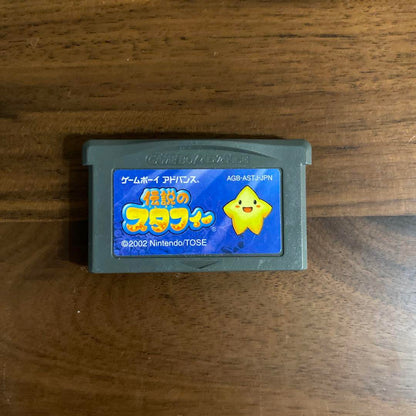 GAME BOY ADVANCE
ゲームボーイ アドバンス®
AGB-ASTJ-JPN
伝説の
スタフィー
©2002 Nintendo/TOSE